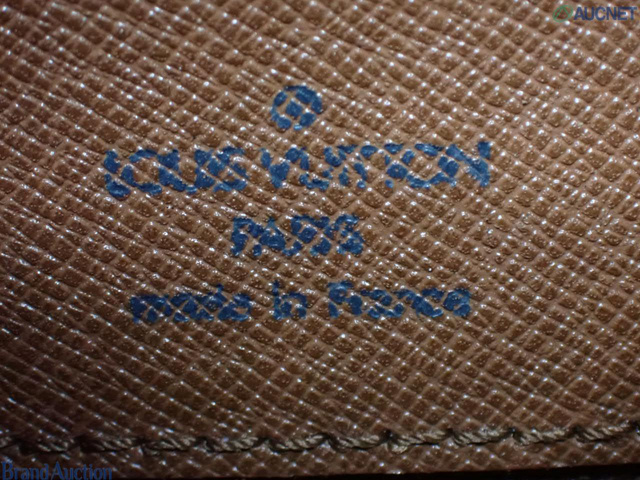 AUCNET
LOUIS VUITTON
PARIS
made in France
Brand Auction